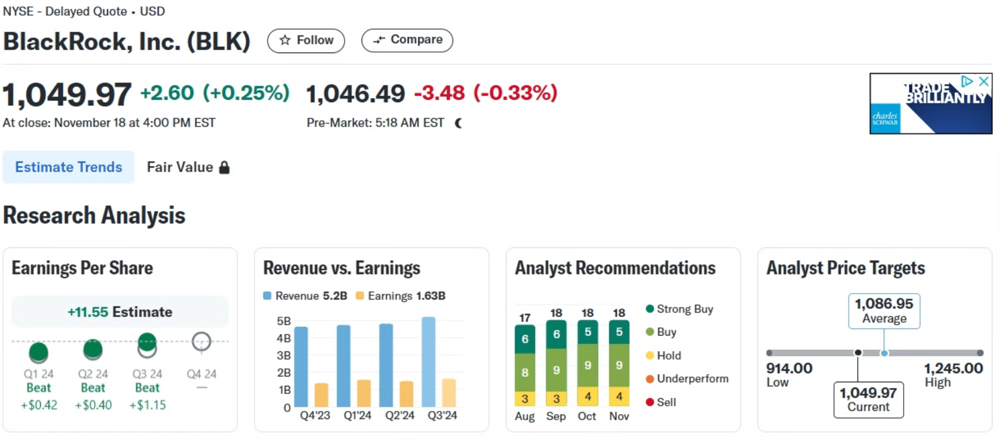 NYSE - Delayed Quote • USD
BlackRock, Inc. (BLK)
Follow
Compare
1,049.97 +2.60 (+0.25%)
At close: November 18 at 4:00 PM EST
1,046.49 -3.48 (-0.33%)
Pre-Market: 5:18 AM EST
TRADE
BRILLIANTLY
charles
SCHWAB
Estimate Trends
Fair Value
Research Analysis
Earnings Per Share
+11.55 Estimate
Q1 24 Q2 24 Q3 24 Q4 24
Beat Beat Beat —
+$0.42 +$0.40 +$1.15
Revenue vs. Earnings
Revenue 5.2B Earnings 1.63B
5B
4B
3B
2B
1B
0
Q4'23 Q1'24 Q2'24 Q3'24
Analyst Recommendations
17 18 18 18
6 6 5 5
8 9 9 9
3 3 4 4
Aug Sep Oct Nov
Strong Buy
Buy
Hold
Underperform
Sell
Analyst Price Targets
1,086.95
Average
914.00
Low
1,245.00
High
1,049.97
Current